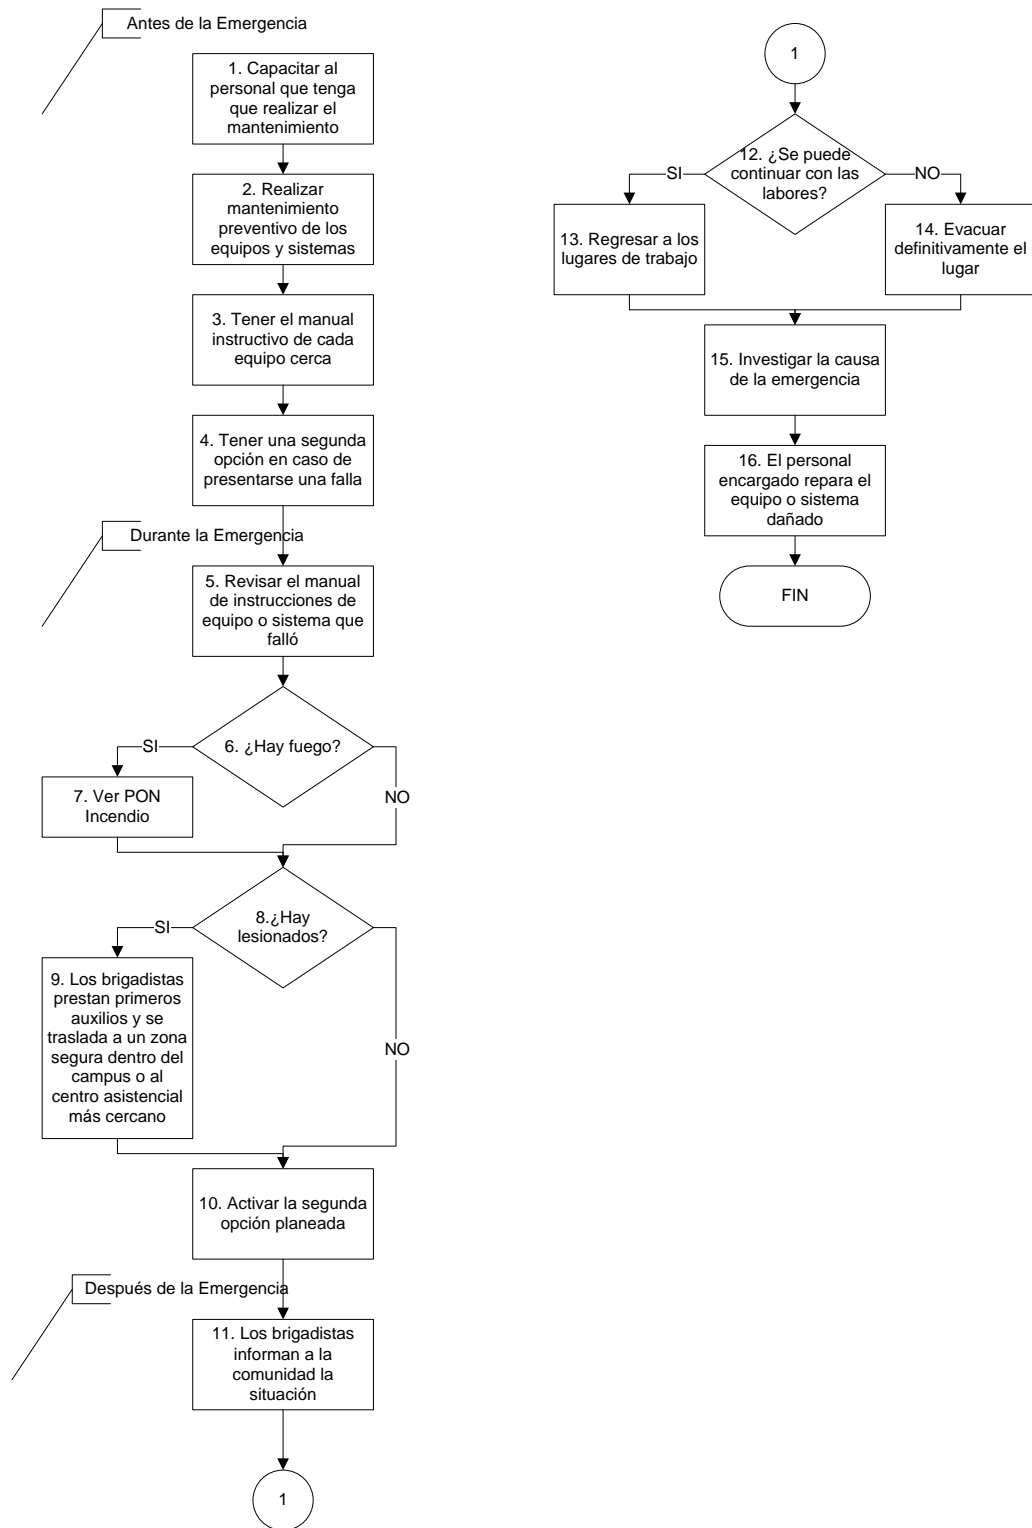 Antes de la Emergencia
1. Capacitar al
personal que tenga
que realizar el
mantenimiento
2. Realizar
mantenimiento
preventivo de los
equipos y sistemas
3. Tener el manual
instructivo de cada
equipo cerca
4. Tener una segunda
opción en caso de
presentarse una falla
Durante la Emergencia
5. Revisar el manual
de instrucciones de
equipo o sistema que
falló
6. ¿Hay fuego?
SI
NO
7. Ver PON
Incendio
8.¿Hay
lesionados?
SI
NO
9. Los brigadistas
prestan primeros
auxilios y se
traslada a un zona
segura dentro del
campus o al
centro asistencial
más cercano
10. Activar la segunda
opción planeada
Después de la Emergencia
11. Los brigadistas
informan a la
comunidad la
situación
1
1
12. ¿Se puede
continuar con las
labores?
SI
NO
13. Regresar a los
lugares de trabajo
14. Evacuar
definitivamente el
lugar
15. Investigar la causa
de la emergencia
16. El personal
encargado repara el
equipo o sistema
dañado
FIN